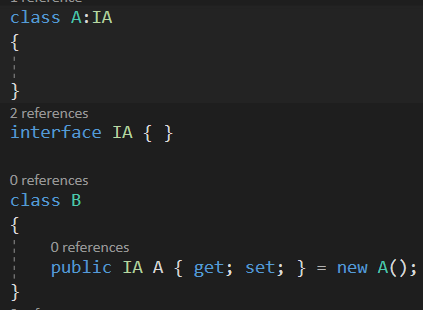 class A:IA
{
}
2 references
interface IA { }
0 references
class B
{
0 references
public IA A { get; set; } = new A();
}